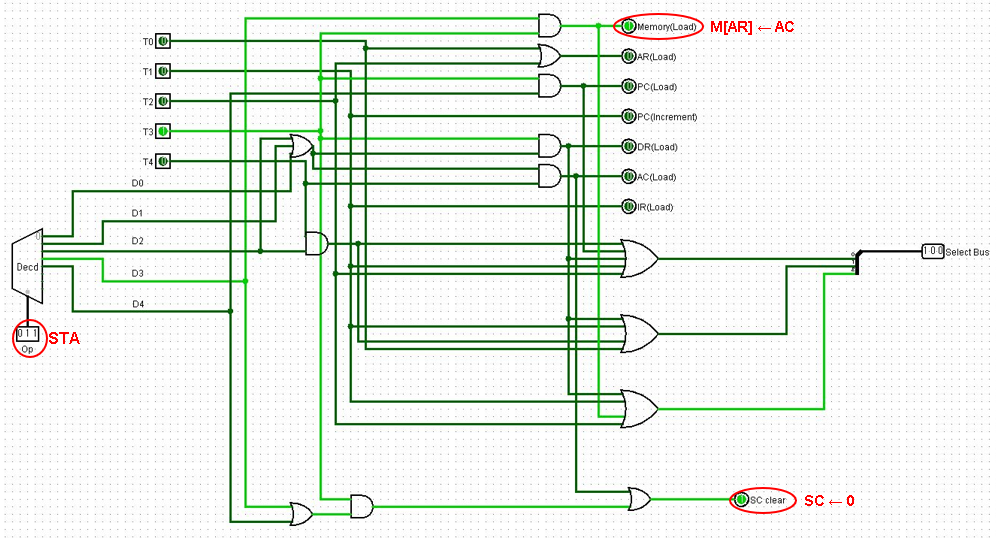 Memory(Load) M[AR] ← AC
T0
AR(Load)
T1
PC(Load)
T2
PC(Increment)
T3
DR(Load)
T4
AC(Load)
D0
IR(Load)
D1
D2
0
1 0 0 Select Bus
Decd
D3
D4
0 1 1 STA
Op
SC clear SC ← 0